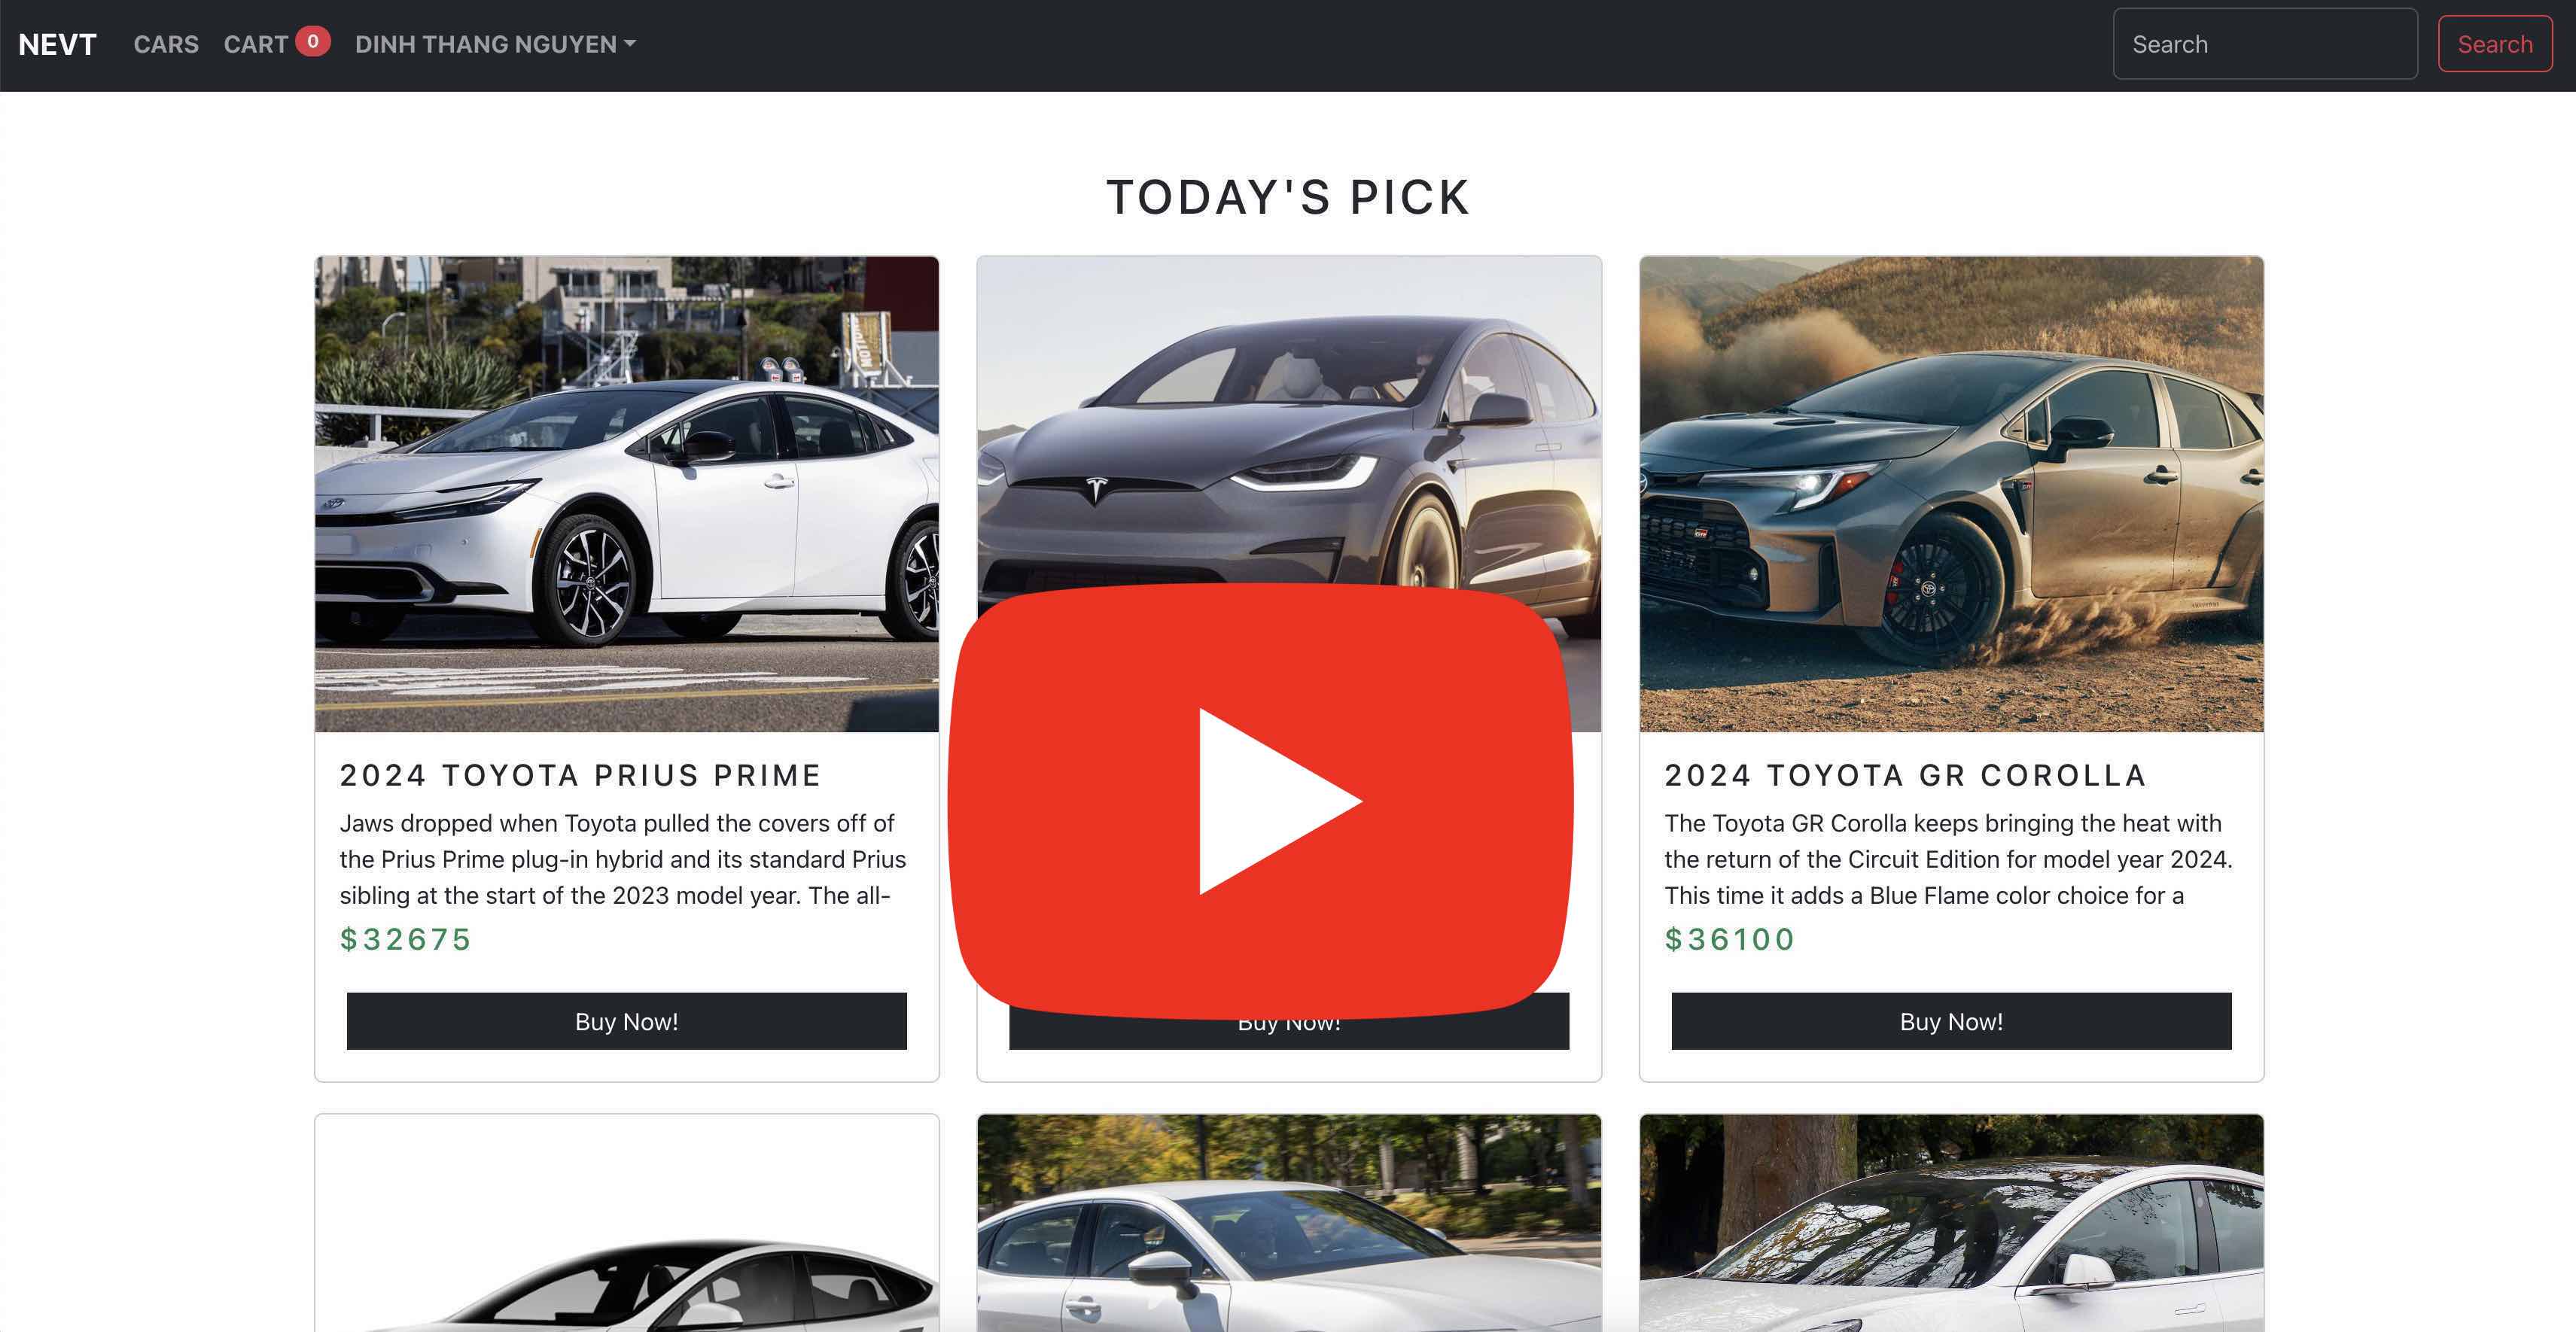 NEVT CARS CART 0 DINH THANG NGUYEN Search Search
TODAY'S PICK
2024 TOYOTA PRIUS PRIME
Jaws dropped when Toyota pulled the covers off of
the Prius Prime plug-in hybrid and its standard Prius
sibling at the start of the 2023 model year. The all-
$32675
Buy Now!
Buy Now!
2024 TOYOTA GR COROLLA
The Toyota GR Corolla keeps bringing the heat with
the return of the Circuit Edition for model year 2024.
This time it adds a Blue Flame color choice for a
$36100
Buy Now!